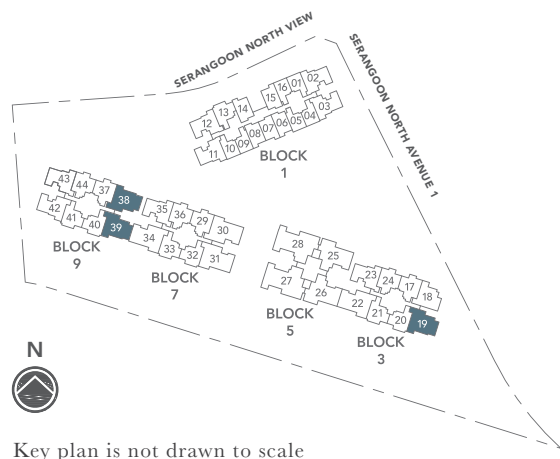 SERANGOON NORTH VIEW
SERANGOON NORTH AVENUE 1
12 13 14 15 16 01 02
11 10 09 08 07 06 05 04 03
BLOCK
1
43 44 37 38
42 41 40 39
BLOCK
9
35 36 29 30
34 33 32 31
BLOCK
7
28 25
27 26
BLOCK
5
23 24 17 18
22 21 20 19
BLOCK
3
N
Key plan is not drawn to scale